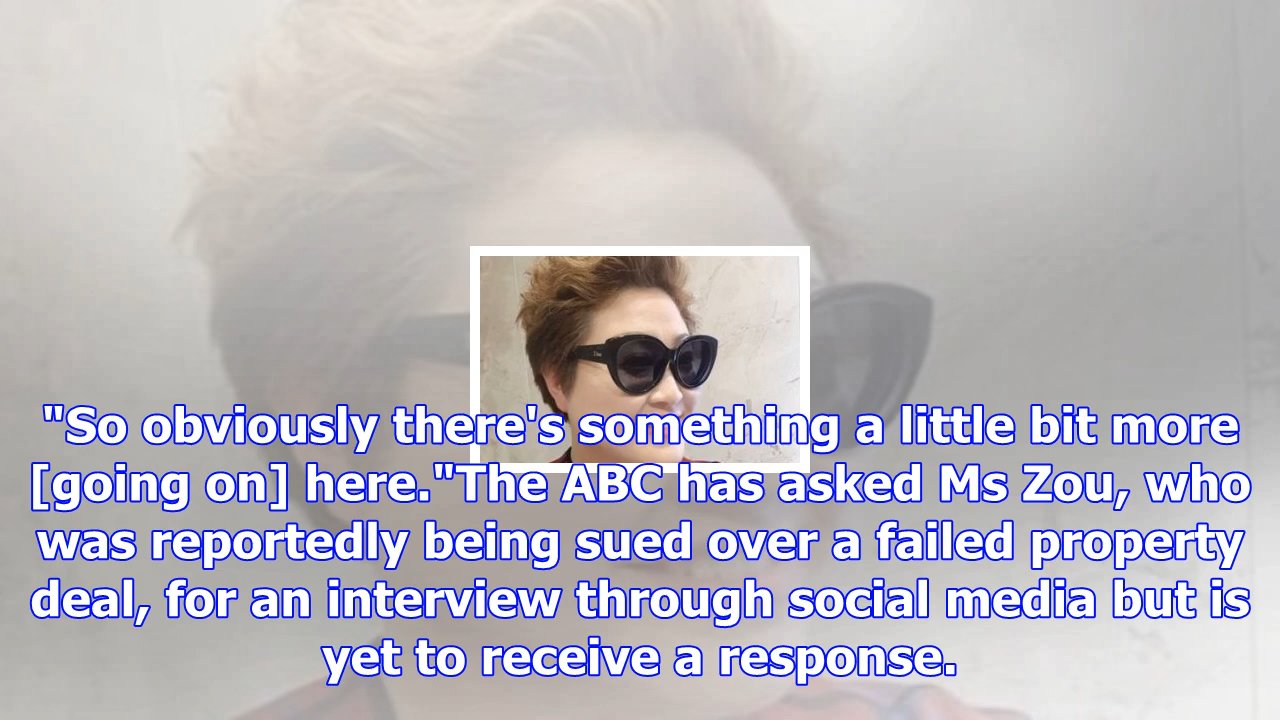 "So obviously there's something a little bit more
[going on] here."The ABC has asked Ms Zou, who
was reportedly being sued over a failed property
deal, for an interview through social media but is
yet to receive a response.